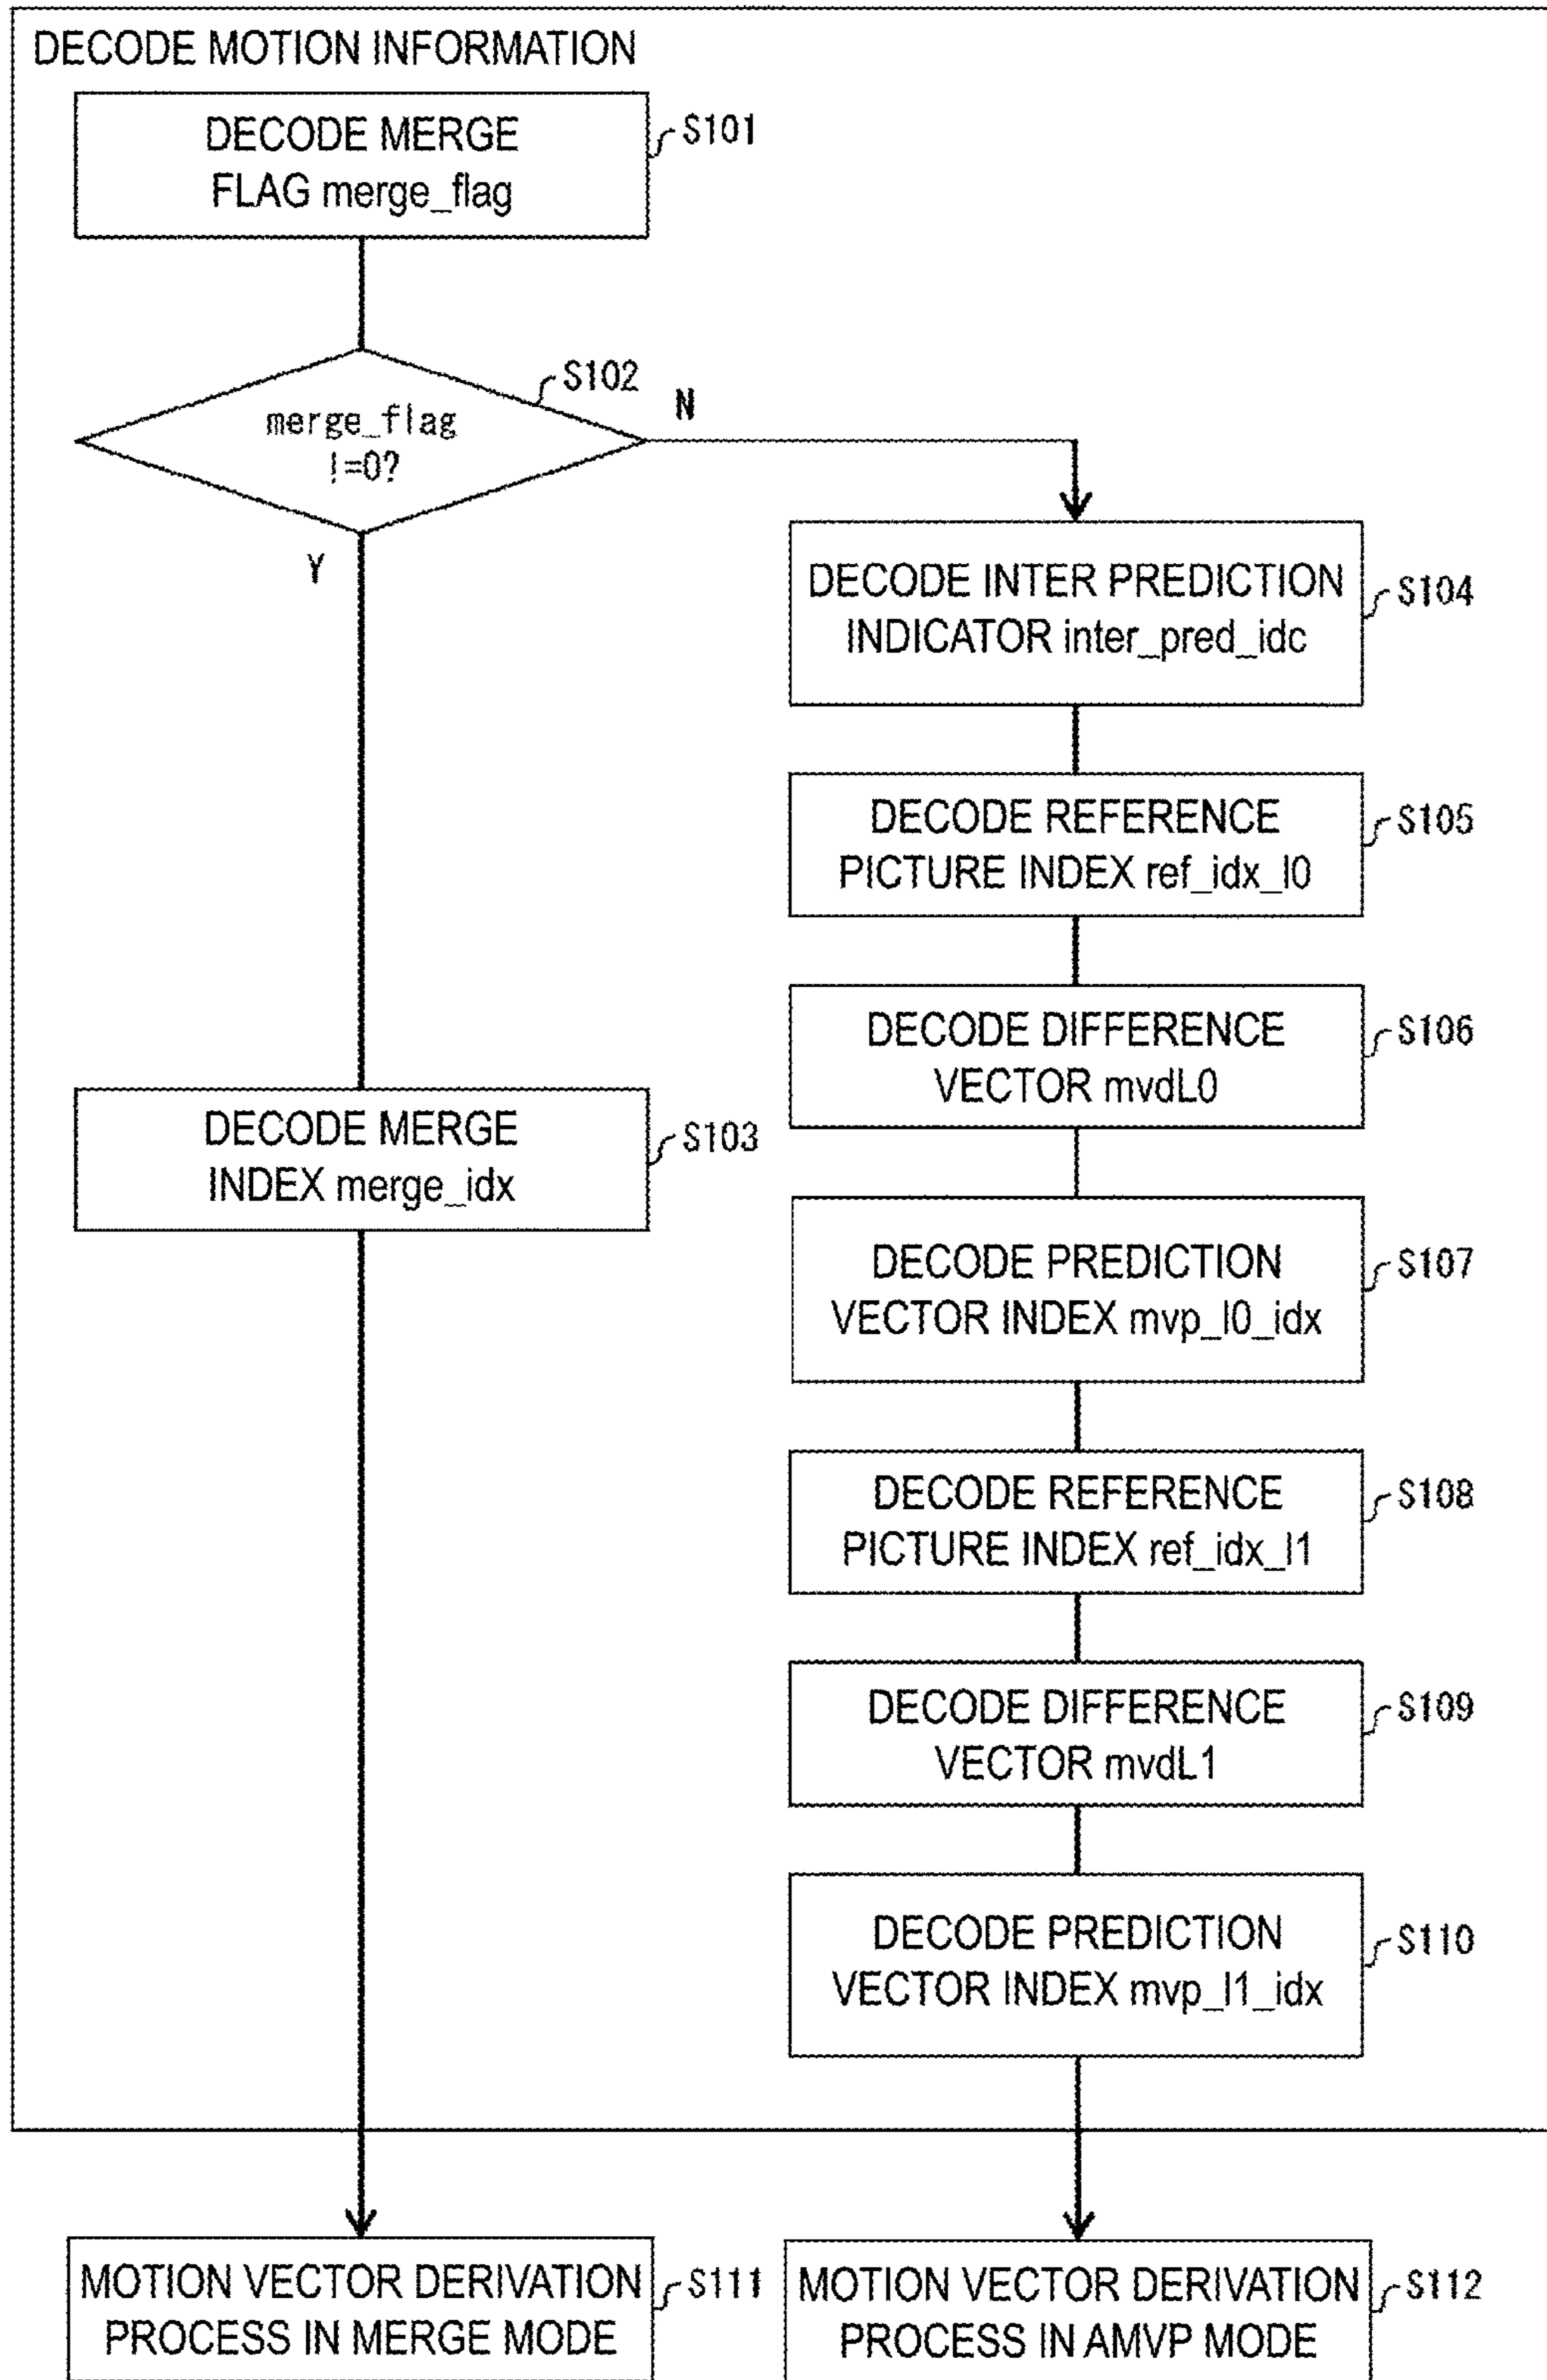 DECODE MOTION INFORMATION
DECODE MERGE
FLAG merge_flag
S101
merge_flag
!=0?
S102
N
Y
DECODE INTER PREDICTION
INDICATOR inter_pred_idc
S104
DECODE REFERENCE
PICTURE INDEX ref_idx_l0
S105
DECODE DIFFERENCE
VECTOR mvdL0
S106
DECODE MERGE
INDEX merge_idx
S103
DECODE PREDICTION
VECTOR INDEX mvp_l0_idx
S107
DECODE REFERENCE
PICTURE INDEX ref_idx_l1
S108
DECODE DIFFERENCE
VECTOR mvdL1
S109
DECODE PREDICTION
VECTOR INDEX mvp_l1_idx
S110
MOTION VECTOR DERIVATION
PROCESS IN MERGE MODE
S111
MOTION VECTOR DERIVATION
PROCESS IN AMVP MODE
S112